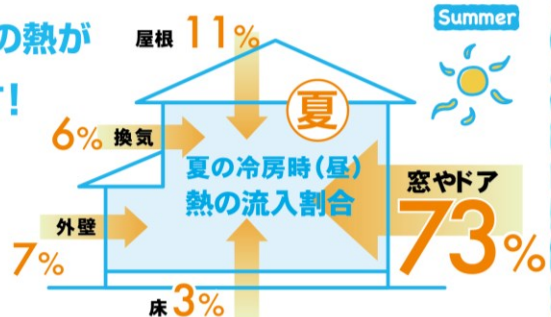 の熱が
!
Summer
屋根 11%
夏
6% 換気
夏の冷房時(昼)
熱の流入割合
窓やドア
73%
外壁
7%
床 3%